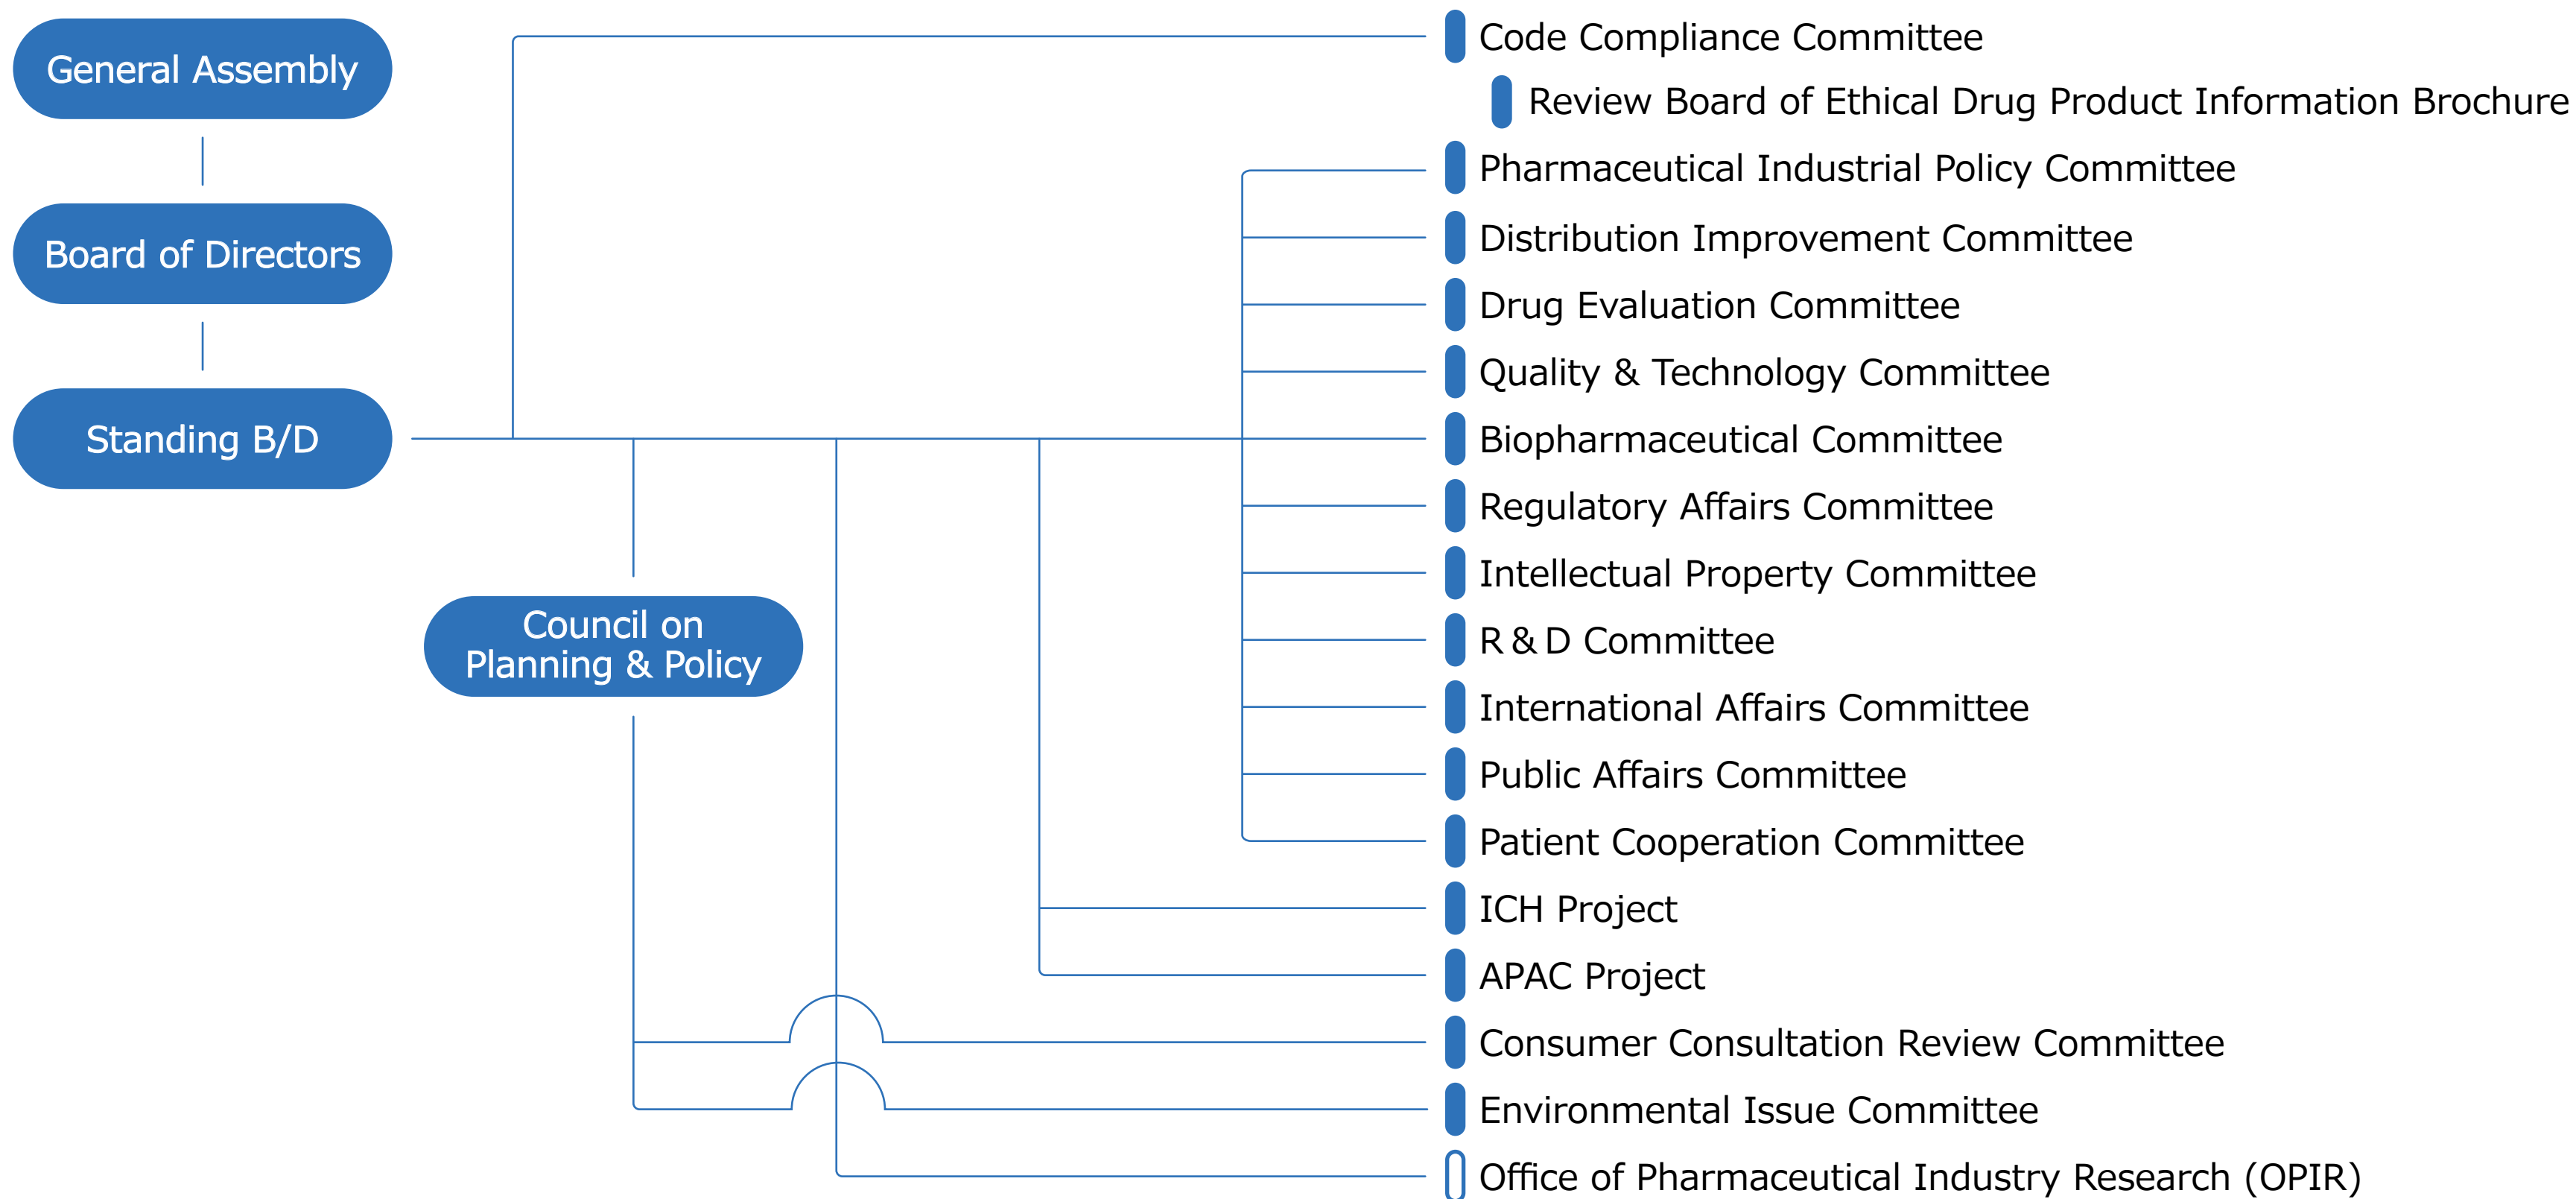 General Assembly
Board of Directors
Standing B/D
Council on
Planning & Policy
Code Compliance Committee
Review Board of Ethical Drug Product Information Brochure
Pharmaceutical Industrial Policy Committee
Distribution Improvement Committee
Drug Evaluation Committee
Quality & Technology Committee
Biopharmaceutical Committee
Regulatory Affairs Committee
Intellectual Property Committee
R & D Committee
International Affairs Committee
Public Affairs Committee
Patient Cooperation Committee
ICH Project
APAC Project
Consumer Consultation Review Committee
Environmental Issue Committee
Office of Pharmaceutical Industry Research (OPIR)